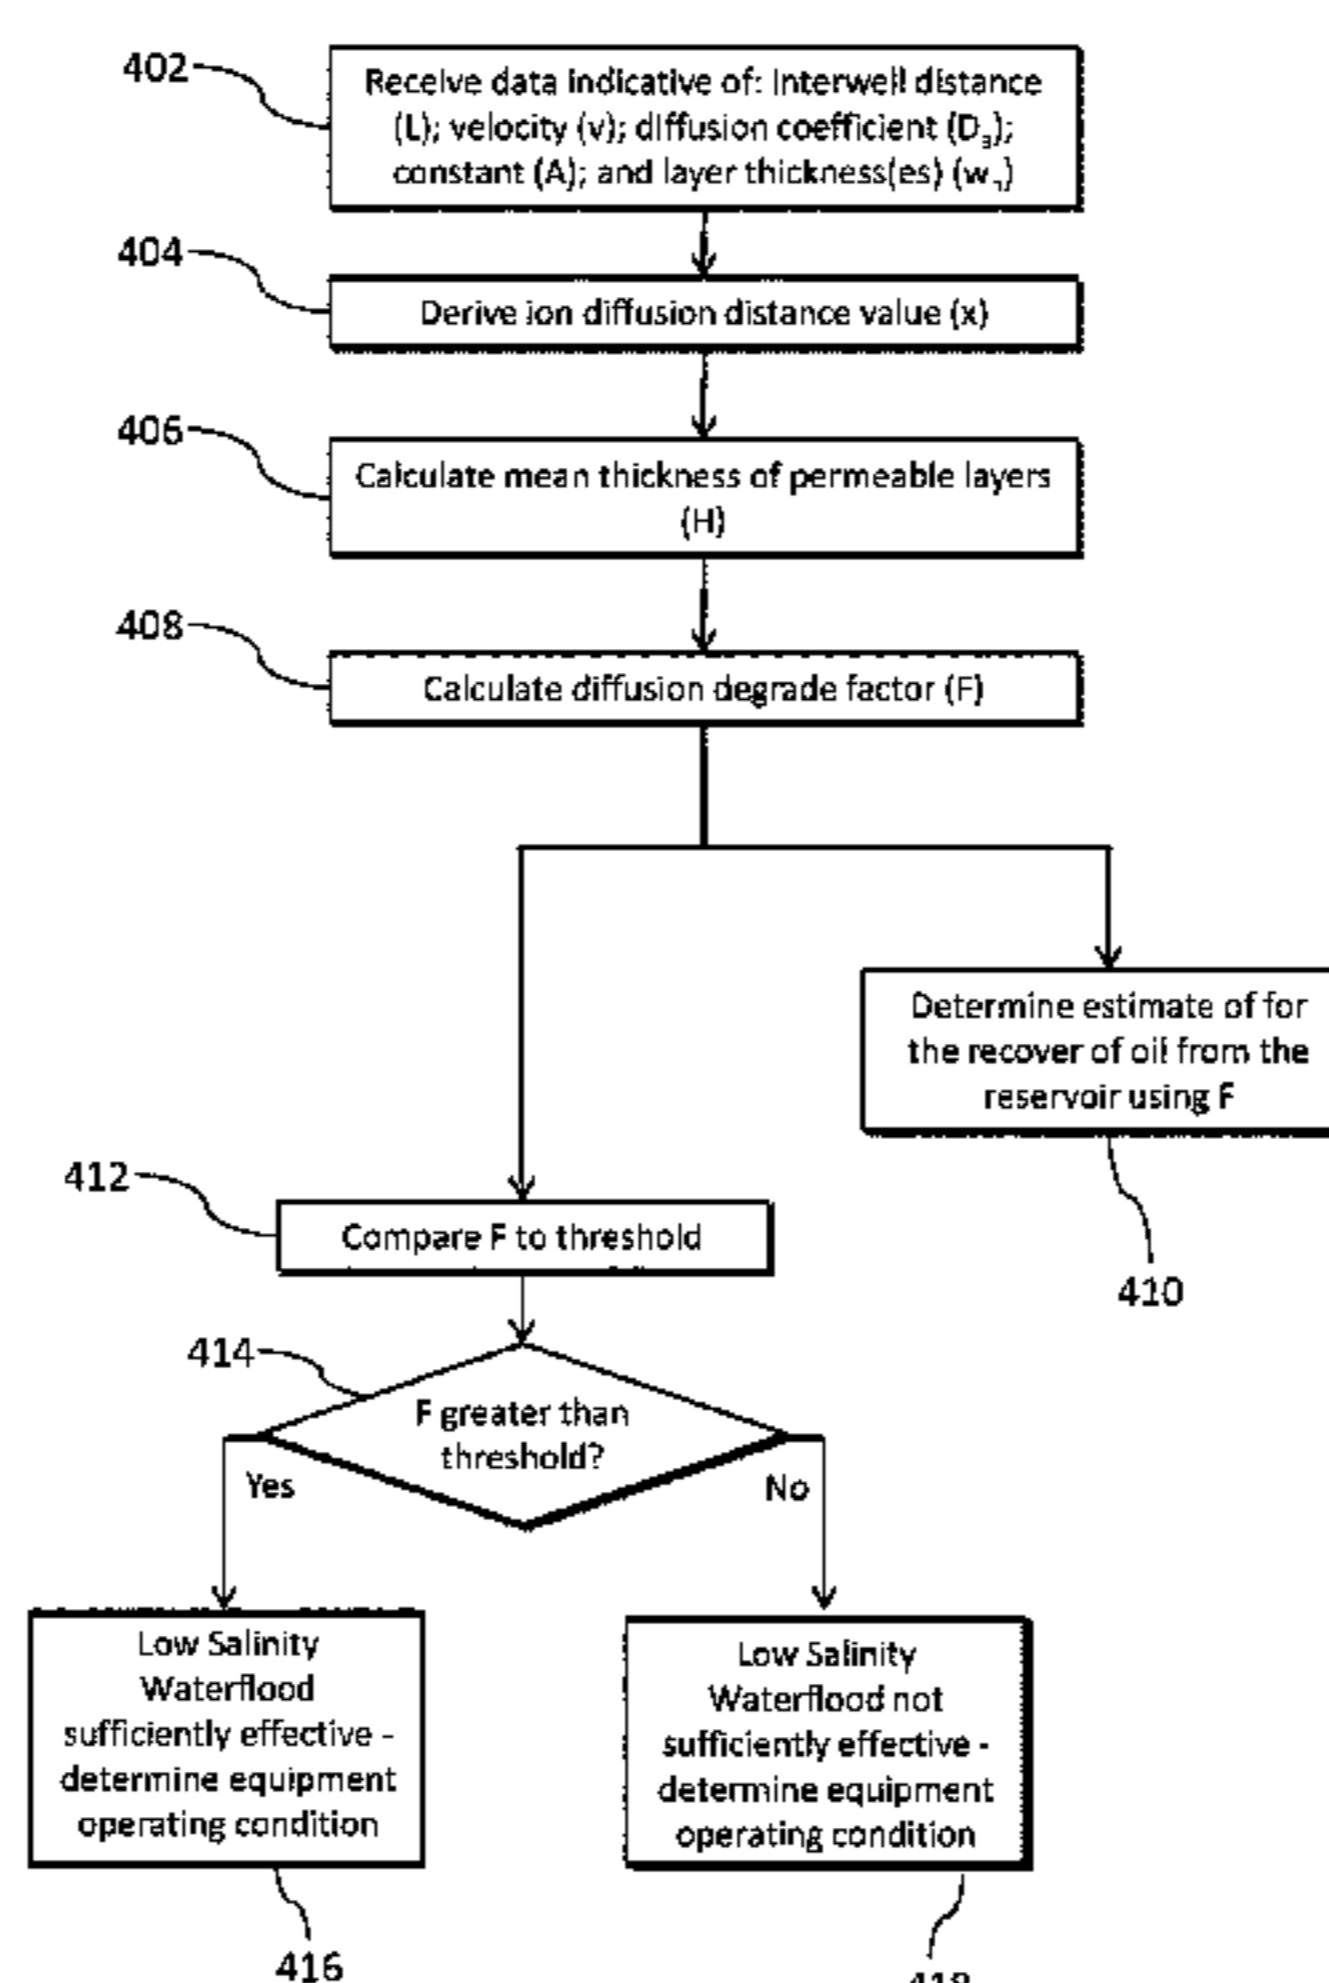 402
Receive data indicative of: Interwell distance
(L); velocity (v); diffusion coefficient (D₃);
constant (A); and layer thickness(es)
404
Derive ion diffusion distance value (x)
406
Calculate mean thickness of permeable layers
(H)
408
Calculate diffusion degrade factor (F)
Determine estimate of for
the recover of oil from the
reservoir using F
410
412
Compare F to threshold
414
F greater than
threshold?
Yes
No
Low Salinity
Waterflood
sufficiently effective -
determine equipment
operating condition
416
Low Salinity
Waterflood not
sufficiently effective -
determine equipment
operating condition